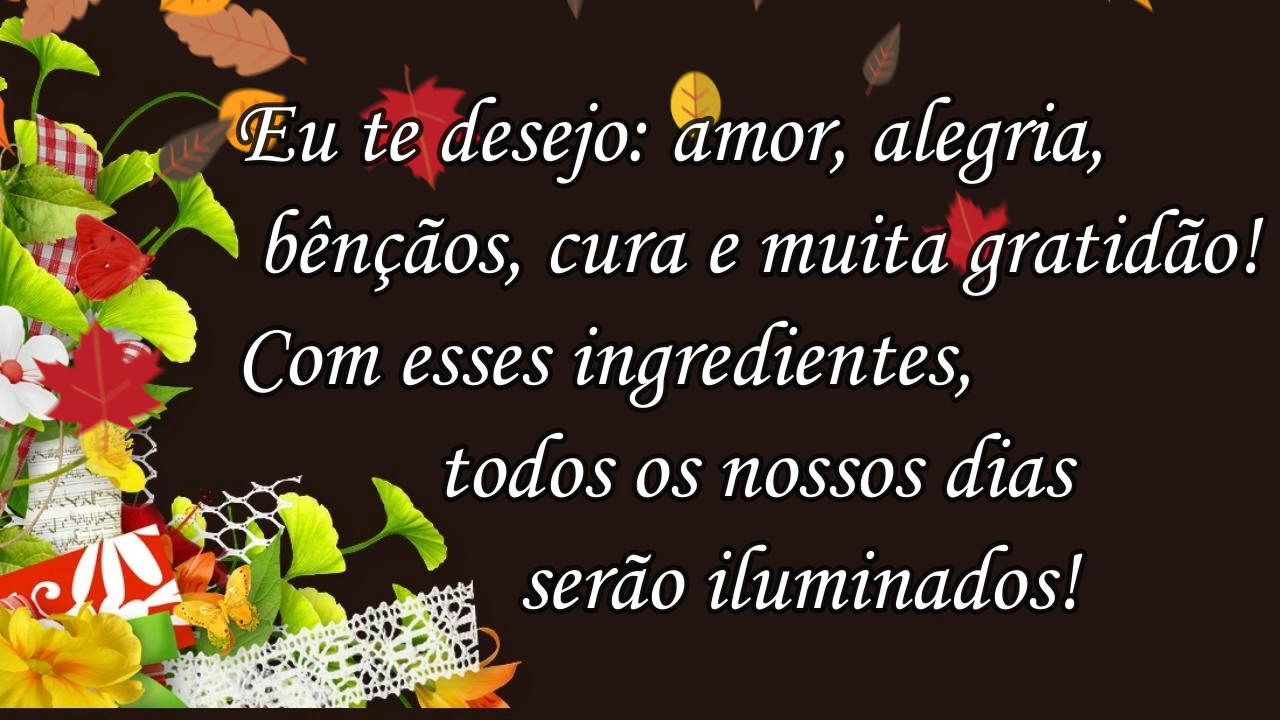 Eu te desejo: amor, alegria,
bênçãos, cura e muita gratidão!
Com esses ingredientes,
todos os nossos dias
serão iluminados!